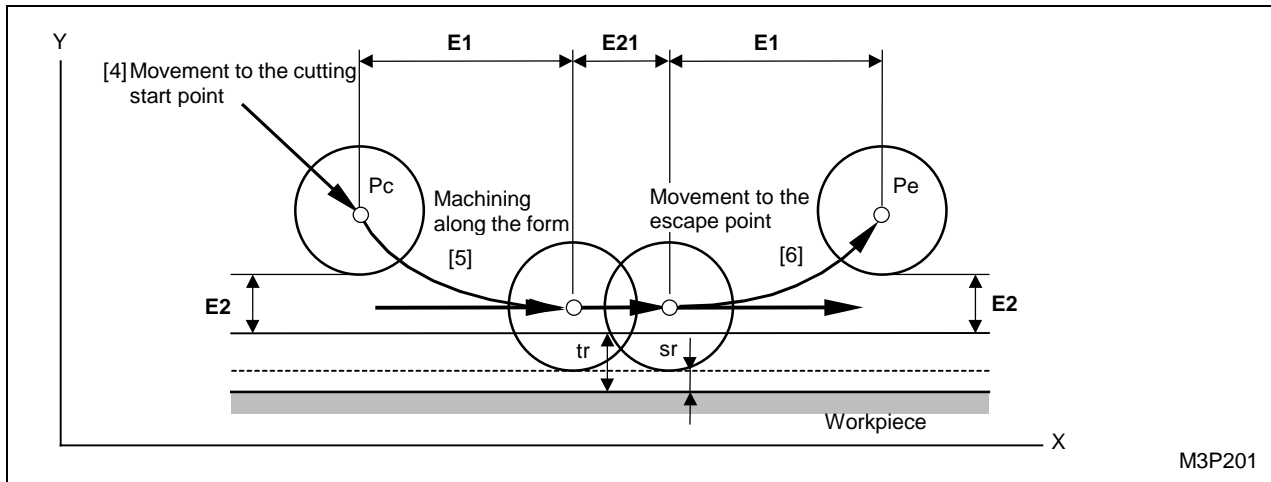 Y
E1
E21
E1
[4] Movement to the cutting
start point
Pc
Machining
along the form
Movement to the
escape point
Pe
[5]
[6]
E2
E2
tr
sr
Workpiece
X
M3P201